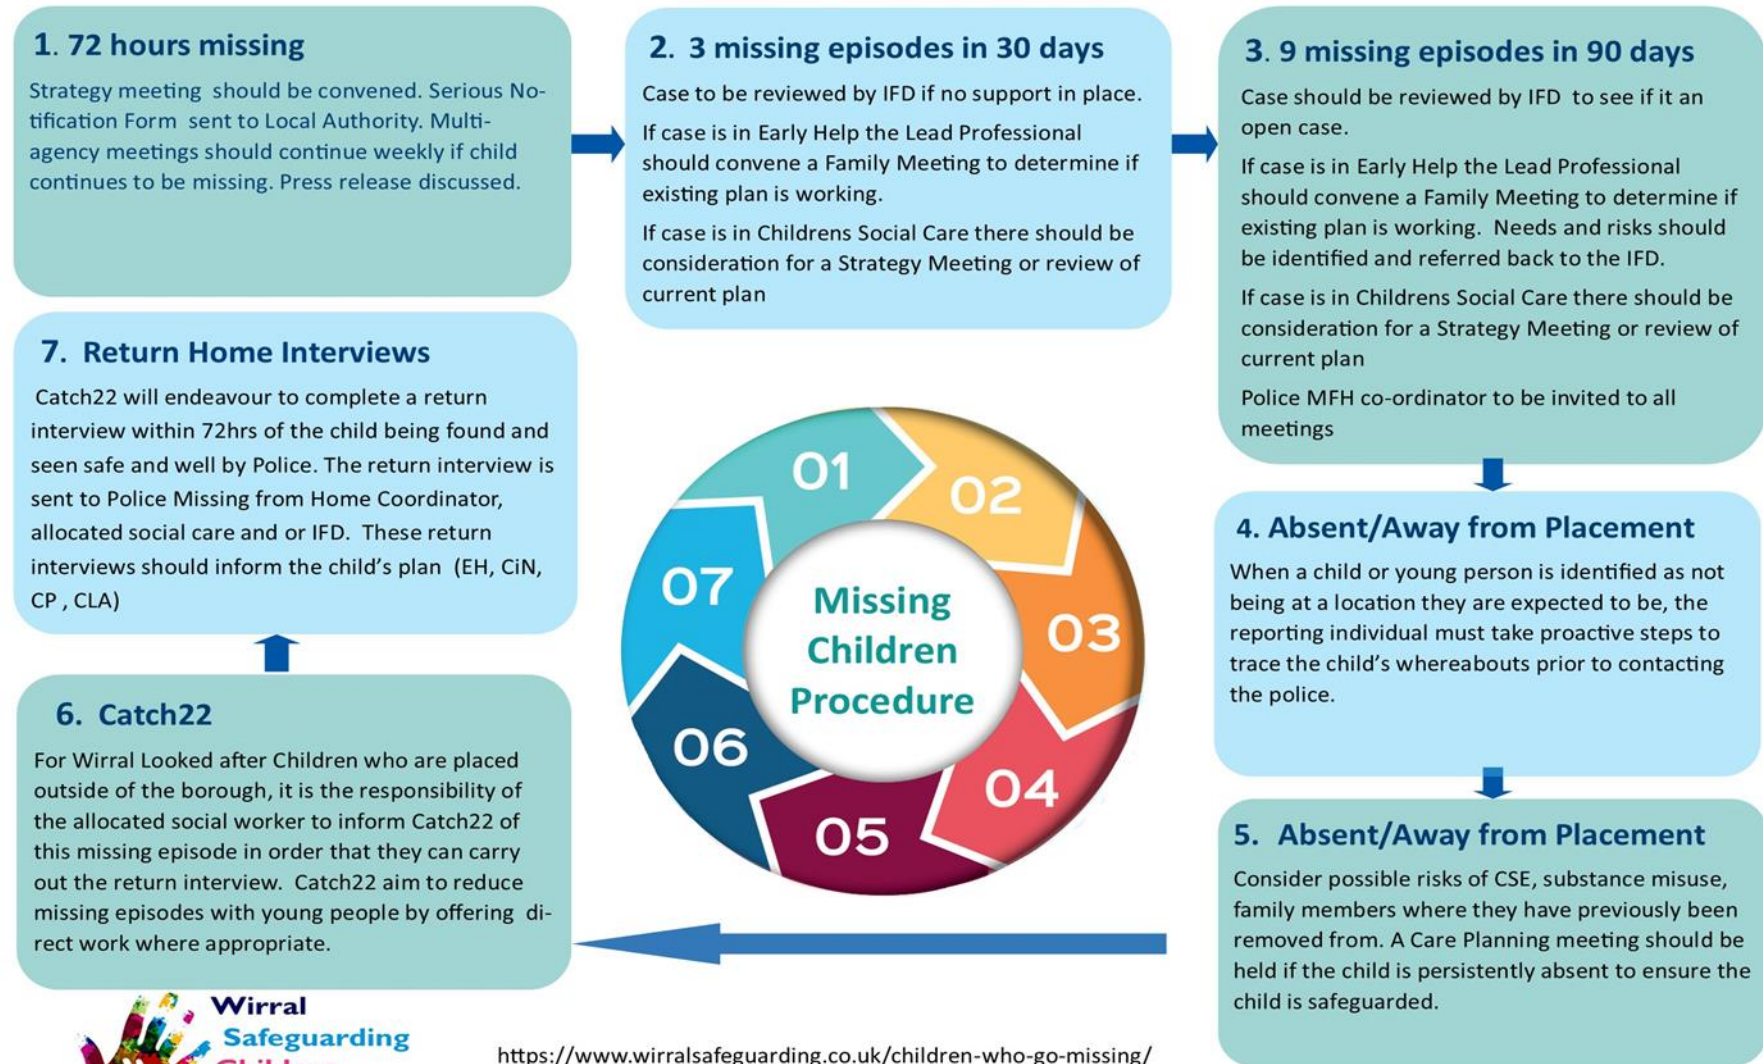 1. 72 hours missing
Strategy meeting should be convened. Serious No-
tification Form sent to Local Authority. Multi-
agency meetings should continue weekly if child
continues to be missing. Press release discussed.
2. 3 missing episodes in 30 days
Case to be reviewed by IFD if no support in place.
If case is in Early Help the Lead Professional
should convene a Family Meeting to determine if
existing plan is working.
If case is in Childrens Social Care there should be
consideration for a Strategy Meeting or review of
current plan
3. 9 missing episodes in 90 days
Case should be reviewed by IFD to see if it an
open case.
If case is in Early Help the Lead Professional
should convene a Family Meeting to determine if
existing plan is working. Needs and risks should
be identified and referred back to the IFD.
If case is in Childrens Social Care there should be
consideration for a Strategy Meeting or review of
current plan
Police MFH co-ordinator to be invited to all
meetings
4. Absent/Away from Placement
When a child or young person is identified as not
being at a location they are expected to be, the
reporting individual must take proactive steps to
trace the child's whereabouts prior to contacting
the police.
5. Absent/Away from Placement
Consider possible risks of CSE, substance misuse,
family members where they have previously been
removed from. A Care Planning meeting should be
held if the child is persistently absent to ensure the
child is safeguarded.
6. Catch22
For Wirral Looked after Children who are placed
outside of the borough, it is the responsibility of
the allocated social worker to inform Catch22 of
this missing episode in order that they can carry
out the return interview. Catch22 aim to reduce
missing episodes with young people by offering di-
rect work where appropriate.
7. Return Home Interviews
Catch22 will endeavour to complete a return
interview within 72hrs of the child being found and
seen safe and well by Police. The return interview is
sent to Police Missing from Home Coordinator,
allocated social care and or IFD. These return
interviews should inform the child's plan (EH, CiN,
CP , CLA)
01
02
03
04
05
06
07
Missing
Children
Procedure
Wirral
Safeguarding
https://www.wirralsafeguarding.co.uk/children-who-go-missing/